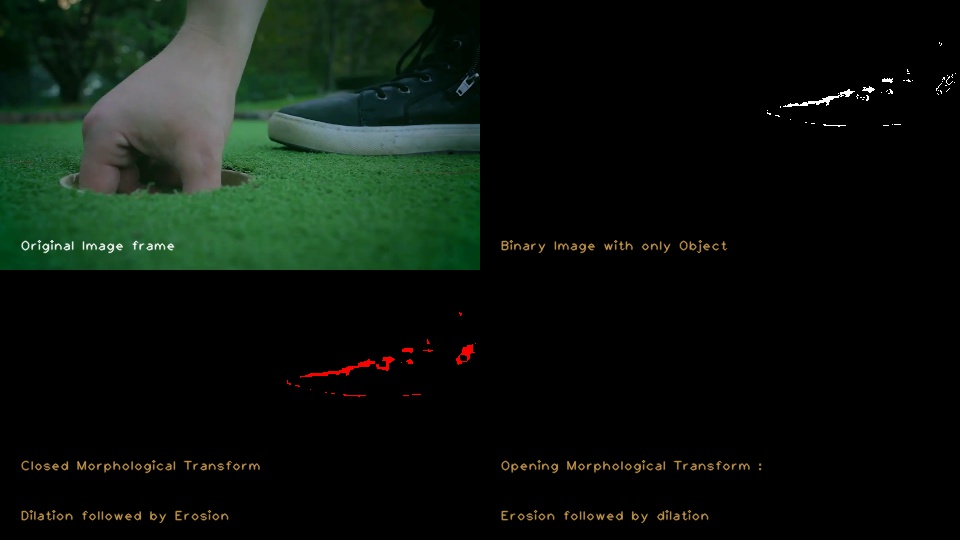 Original Image frame
Binary Image with only Object
Closed Morphological Transform
Dilation followed by Erosion
Opening Morphological Transform :
Erosion followed by dilation